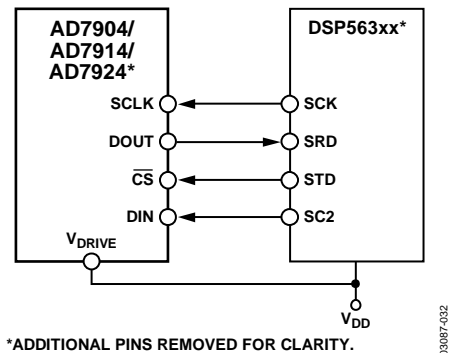 AD7904/
AD7914/
AD7924*
DSP563xx*
SCLK
SCK
DOUT
SRD
CS
STD
DIN
SC2
VDRIVE
VDD
*ADDITIONAL PINS REMOVED FOR CLARITY.
03087-032